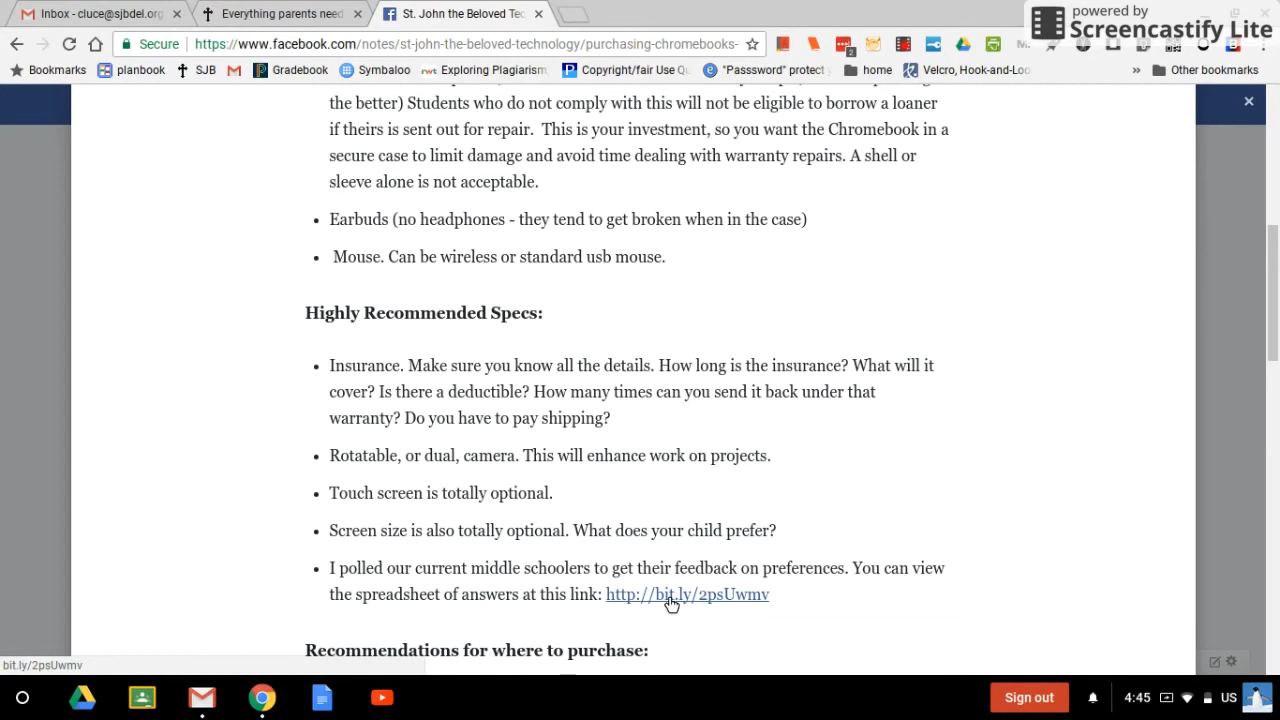 Inbox - cluce@sjbdel.org
Everything parents need
St. John the Beloved Tec
powered by
Screencastify Lite
Secure
https://www.facebook.com/notes/st-john-the-beloved-technology/purchasing-chromebooks-
Bookmarks
planbook
SJB
Gradebook
Symbaloo
Exploring Plagiarism,
Copyright/fair Use Qu
"Passsword" protect y
home
Velcro, Hook-and-Loo
Other bookmarks
the better) Students who do not comply with this will not be eligible to borrow a loaner
if theirs is sent out for repair. This is your investment, so you want the Chromebook in a
secure case to limit damage and avoid time dealing with warranty repairs. A shell or
sleeve alone is not acceptable.
• Earbuds (no headphones - they tend to get broken when in the case)
• Mouse. Can be wireless or standard usb mouse.
Highly Recommended Specs:
• Insurance. Make sure you know all the details. How long is the insurance? What will it
cover? Is there a deductible? How many times can you send it back under that
warranty? Do you have to pay shipping?
• Rotatable, or dual, camera. This will enhance work on projects.
• Touch screen is totally optional.
• Screen size is also totally optional. What does your child prefer?
• I polled our current middle schoolers to get their feedback on preferences. You can view
the spreadsheet of answers at this link: http://bit.ly/2psUwmv
Recommendations for where to purchase:
bit.ly/2psUwmv
Sign out
4:45
US